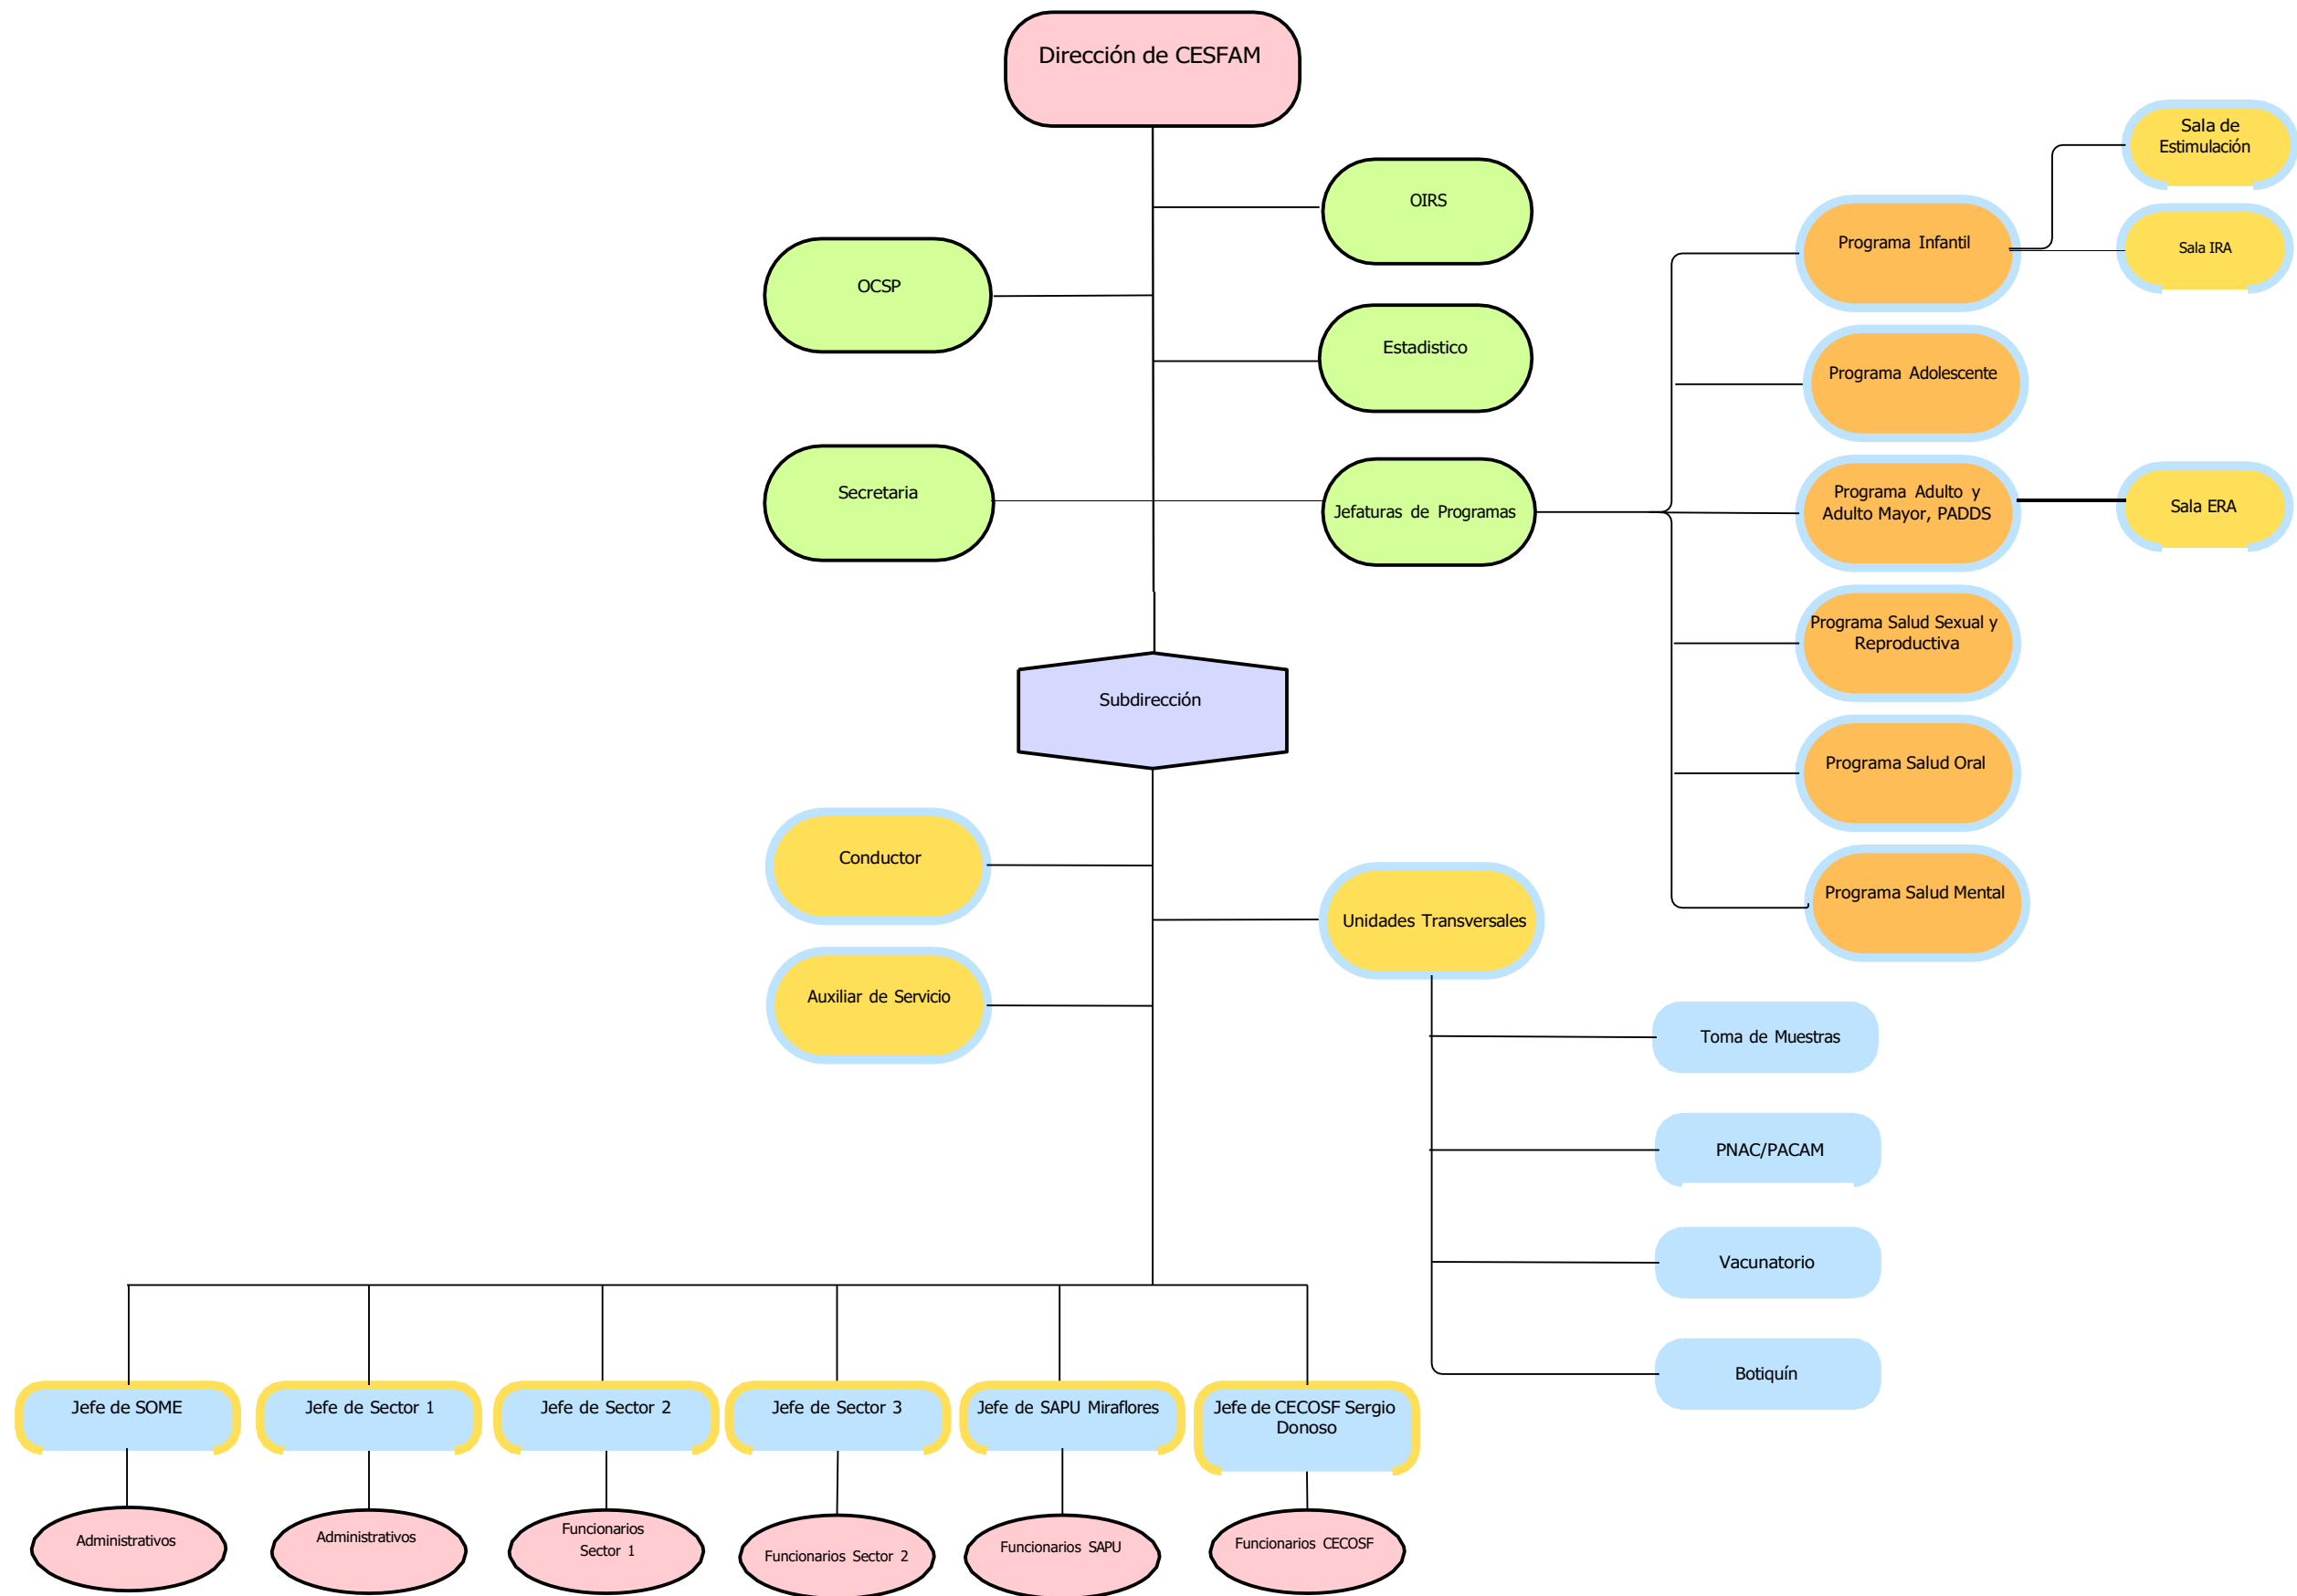 Dirección de CESFAM
Sala de
Estimulación
OIRS
Programa Infantil
Sala IRA
OCSP
Estadistico
Programa Adolescente
Secretaria
Jefaturas de Programas
Programa Adulto y
Adulto Mayor, PADDS
Sala ERA
Programa Salud Sexual y
Reproductiva
Subdirección
Programa Salud Oral
Conductor
Programa Salud Mental
Unidades Transversales
Auxiliar de Servicio
Toma de Muestras
PNAC/PACAM
Vacunatorio
Botiquín
Jefe de SOME
Jefe de Sector 1
Jefe de Sector 2
Jefe de Sector 3
Jefe de SAPU Miraflores
Jefe de CECOSF Sergio
Donoso
Administrativos
Administrativos
Funcionarios
Sector 1
Funcionarios Sector 2
Funcionarios SAPU
Funcionarios CECOSF